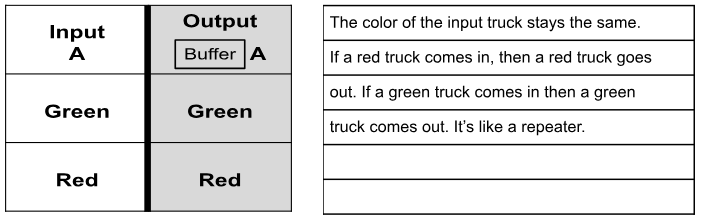 Input
A
Output
Buffer A
Green
Green
Red
Red
The color of the input truck stays the same.
If a red truck comes in, then a red truck goes
out. If a green truck comes in then a green
truck comes out. It's like a repeater.